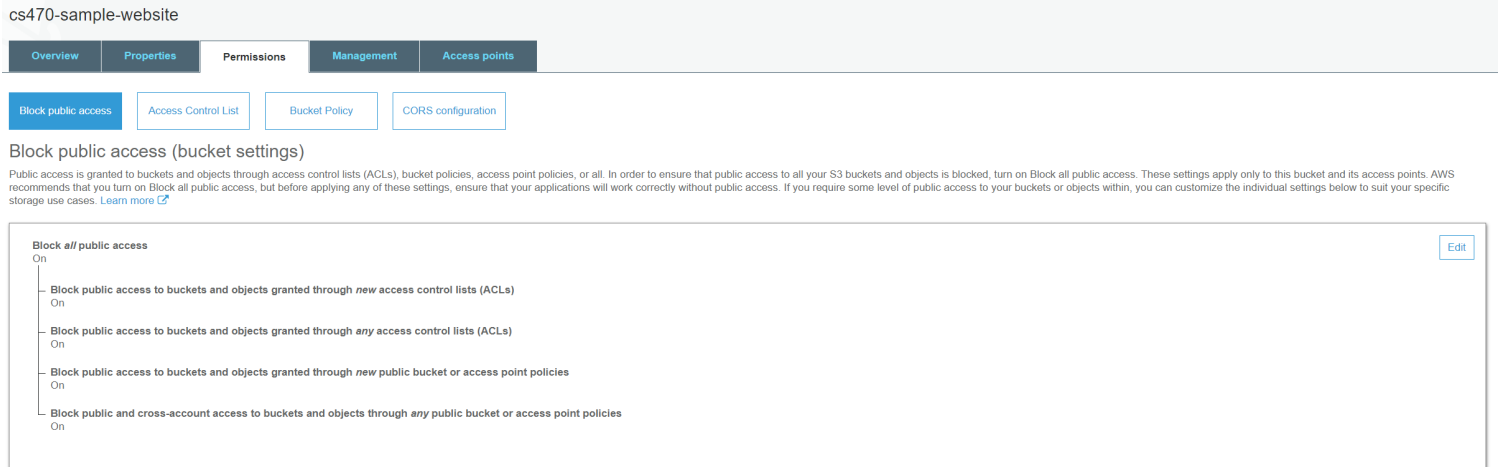 cs470-sample-website
Overview Properties Permissions Management Access points
Block public access Access Control List Bucket Policy CORS configuration
Block public access (bucket settings)
Public access is granted to buckets and objects through access control lists (ACLs), bucket policies, access point policies, or all. In order to ensure that public access to all your S3 buckets and objects is blocked, turn on Block all public access. These settings apply only to this bucket and its access points. AWS
recommends that you turn on Block all public access, but before applying any of these settings, ensure that your applications will work correctly without public access. If you require some level of public access to your buckets or objects within, you can customize the individual settings below to suit your specific
storage use cases. Learn more
Block all public access
Edit
On
Block public access to buckets and objects granted through new access control lists (ACLs)
On
Block public access to buckets and objects granted through any access control lists (ACLs)
On
Block public access to buckets and objects granted through new public bucket or access point policies
On
Block public and cross-account access to buckets and objects through any public bucket or access point policies
On